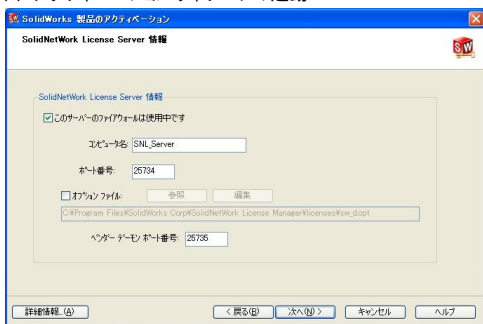 SolidWorks 製品のアクティベーション
SolidNetWork License Server 情報
SW
SolidNetWork License Server 情報
このサーバーのファイアウォールは使用中です
コンピュータ名: SNL_Server
ポート番号: 25734
オプション ファイル: 参照 編集
C:¥Program Files¥SolidWorks Corp¥SolidNetWork License Manager¥licenses¥sw_d.opt
ベンダー デーモン ポート番号: 25735
詳細情報...(A) < 戻る(B) 次へ(N) > キャンセル ヘルプ